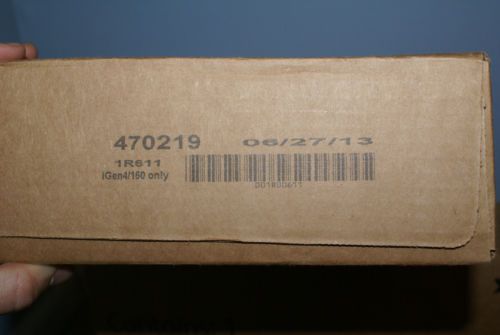 470219 06/27/13
1R611
iGen4/160 only
001R00611